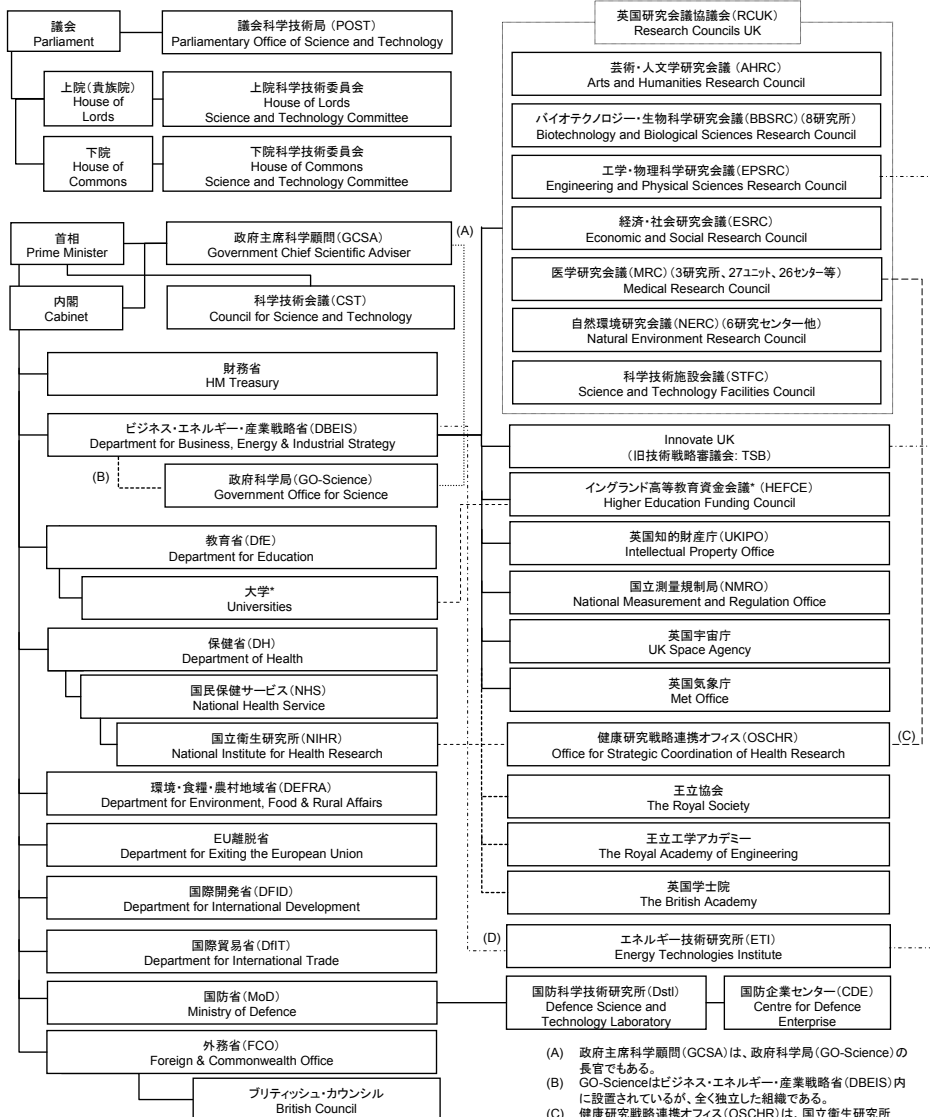 議会
Parliament
議会科学技術局（POST）
Parliamentary Office of Science and Technology
上院（貴族院）
House of
Lords
上院科学技術委員会
House of Lords
Science and Technology Committee
下院
House of
Commons
下院科学技術委員会
House of Commons
Science and Technology Committee
首相
Prime Minister
政府主席科学顧問（GCSA）
Government Chief Scientific Adviser
(A)
内閣
Cabinet
科学技術会議（CST）
Council for Science and Technology
財務省
HM Treasury
ビジネス・エネルギー・産業戦略省（DBEIS）
Department for Business, Energy & Industrial Strategy
(B)
政府科学局（GO-Science）
Government Office for Science
教育省（DfE）
Department for Education
大学*
Universities
保健省（DH）
Department of Health
国民保健サービス（NHS）
National Health Service
国立衛生研究所（NIHR）
National Institute for Health Research
環境・食糧・農村地域省（DEFRA）
Department for Environment, Food & Rural Affairs
EU離脱省
Department for Exiting the European Union
国際開発省（DFID）
Department for International Development
国際貿易省（DfIT）
Department for International Trade
国防省（MoD）
Ministry of Defence
外務省（FCO）
Foreign & Commonwealth Office
ブリティッシュ・カウンシル
British Council
英国研究会議協議会（RCUK）
Research Councils UK
芸術・人文学研究会議（AHRC）
Arts and Humanities Research Council
バイオテクノロジー・生物科学研究会議（BBSRC）（8研究所）
Biotechnology and Biological Sciences Research Council
工学・物理科学研究会議（EPSRC）
Engineering and Physical Sciences Research Council
経済・社会研究会議（ESRC）
Economic and Social Research Council
医学研究会議（MRC）（3研究所、27ユニット、26センター等）
Medical Research Council
自然環境研究会議（NERC）（6研究センター他）
Natural Environment Research Council
科学技術施設会議（STFC）
Science and Technology Facilities Council
Innovate UK
（旧技術戦略審議会: TSB）
イングランド高等教育資金会議*（HEFCE）
Higher Education Funding Council
英国知的財産庁（UKIPO）
Intellectual Property Office
国立測量規制局（NMRO）
National Measurement and Regulation Office
英国宇宙庁
UK Space Agency
英国気象庁
Met Office
健康研究戦略連携オフィス（OSCHR）
Office for Strategic Coordination of Health Research
(C)
王立協会
The Royal Society
王立工学アカデミー
The Royal Academy of Engineering
英国学士院
The British Academy
(D)
エネルギー技術研究所（ETI）
Energy Technologies Institute
国防科学技術研究所（Dstl）
Defence Science and
Technology Laboratory
国防企業センター（CDE）
Centre for Defence
Enterprise
(A) 政府主席科学顧問（GCSA）は、政府科学局（GO-Science）の
長官でもある。
(B) GO-Scienceはビジネス・エネルギー・産業戦略省（DBEIS）内
に設置されているが、全く独立した組織である。
(C) 健康研究戦略連携オフィス（OSCHR）は、国立衛生研究所